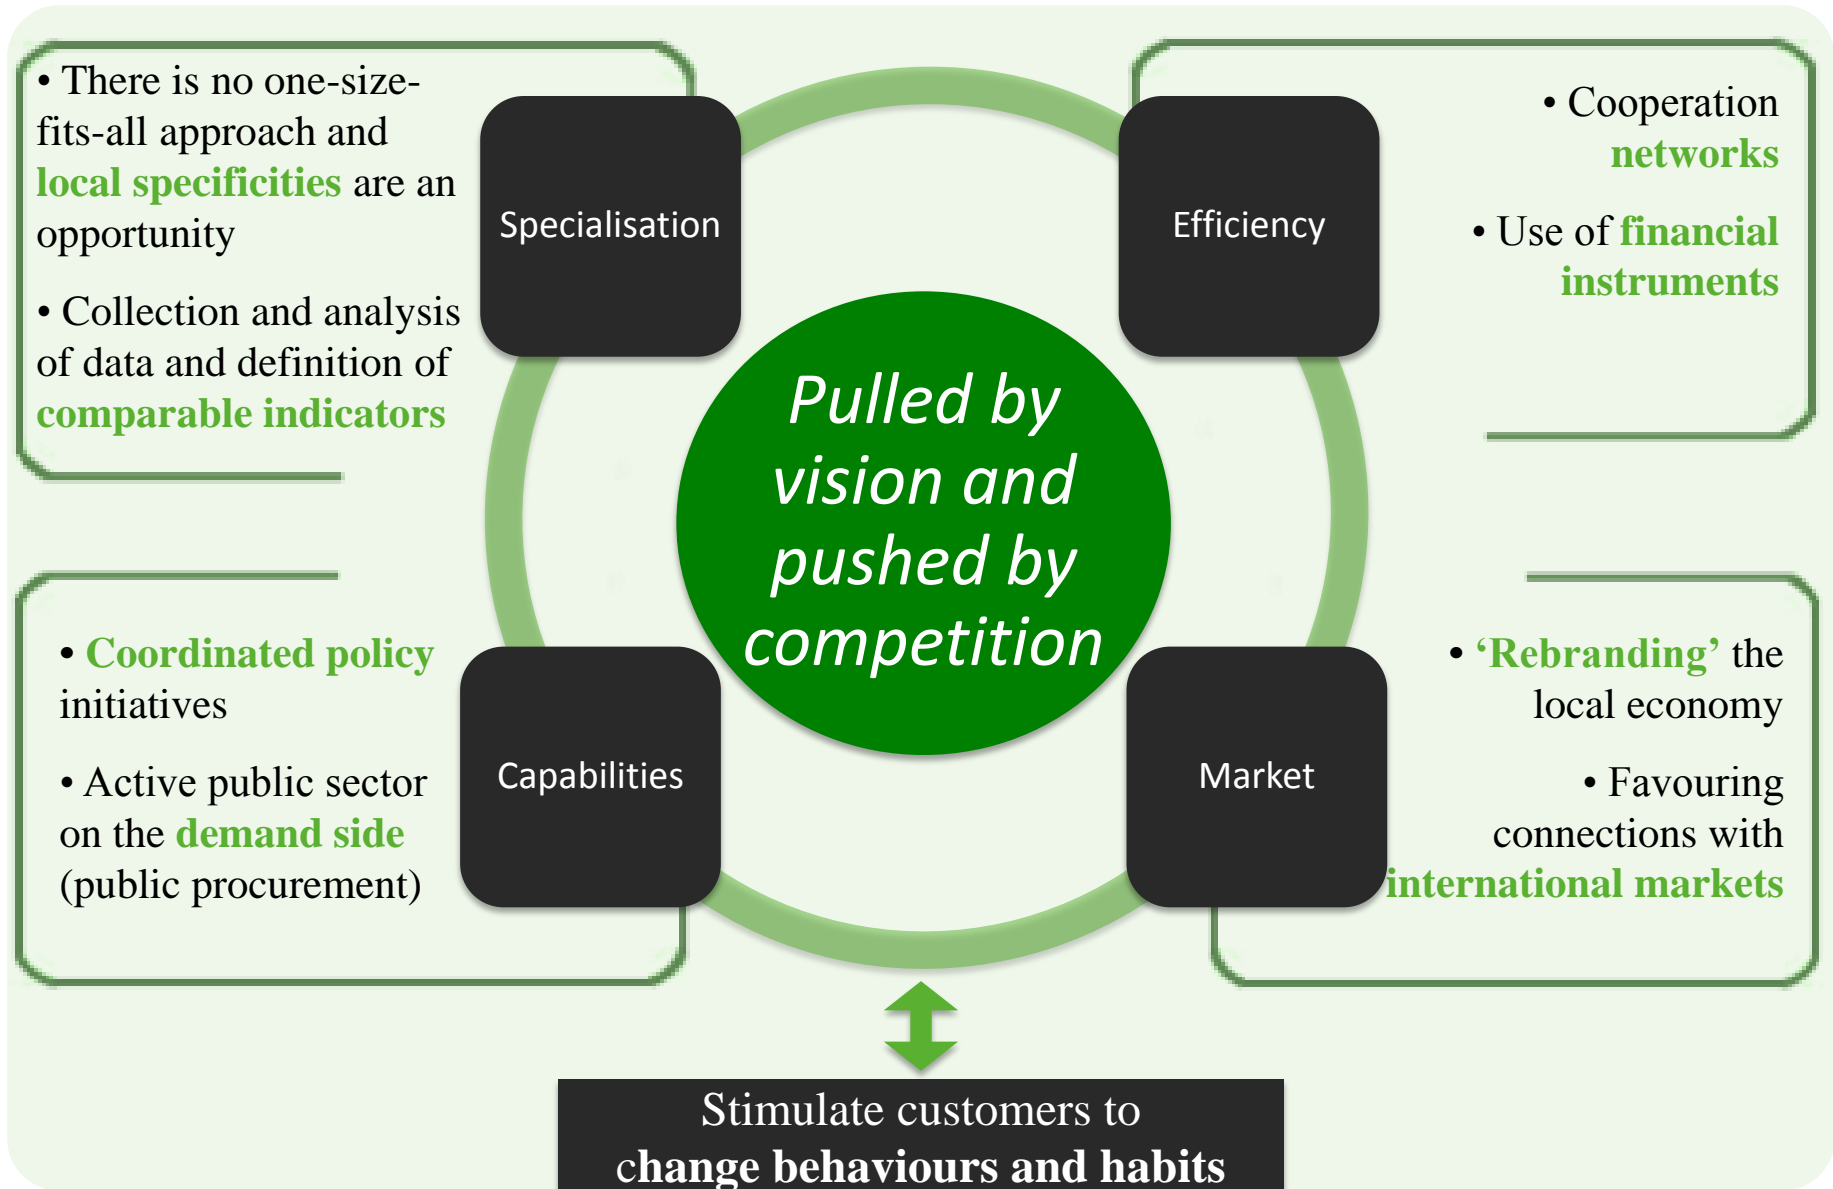 • There is no one-size-
fits-all approach and
local specificities are an
opportunity
• Collection and analysis
of data and definition of
comparable indicators
Specialisation
Efficiency
• Cooperation
networks
• Use of financial
instruments
Pulled by
vision and
pushed by
competition
• Coordinated policy
initiatives
• Active public sector
on the demand side
(public procurement)
Capabilities
Market
• ‘Rebranding’ the
local economy
• Favouring
connections with
international markets
Stimulate customers to
change behaviours and habits